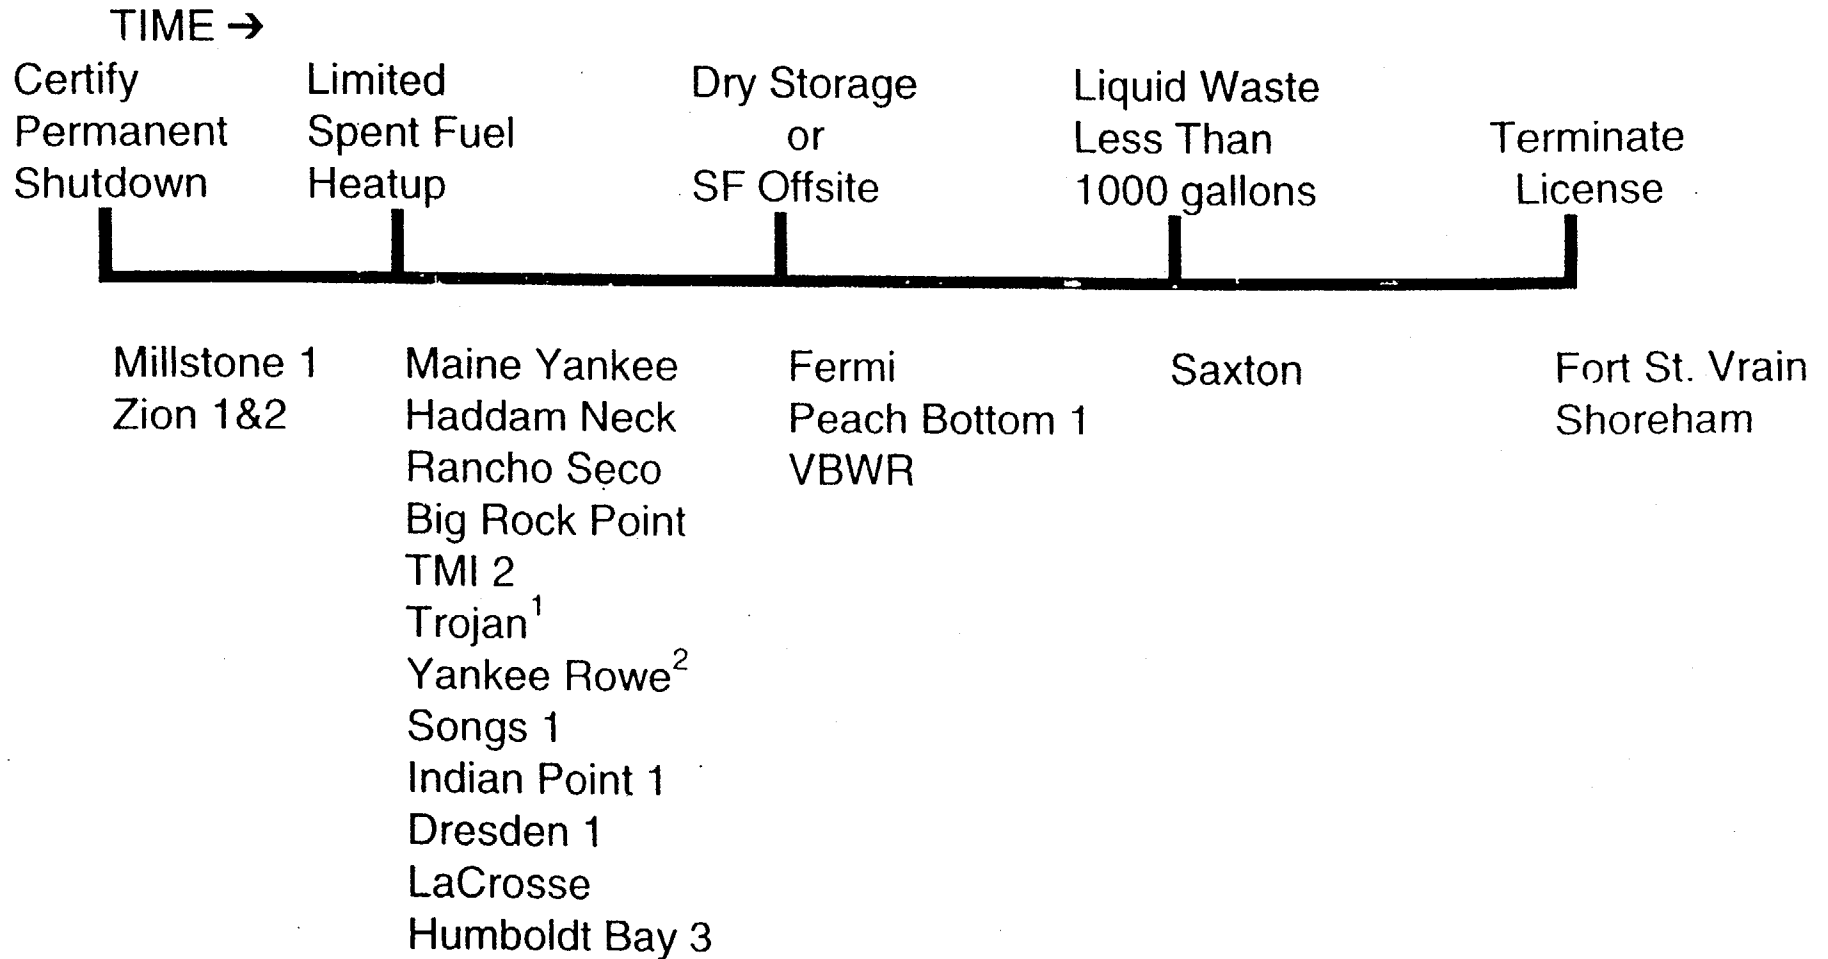 TIME →
Certify
Permanent
Shutdown
Limited
Spent Fuel
Heatup
Dry Storage
or
SF Offsite
Liquid Waste
Less Than
1000 gallons
Terminate
License
Millstone 1
Zion 1&2
Maine Yankee
Haddam Neck
Rancho Seco
Big Rock Point
TMI 2
Trojan¹
Yankee Rowe²
Songs 1
Indian Point 1
Dresden 1
LaCrosse
Humboldt Bay 3
Fermi
Peach Bottom 1
VBWR
Saxton
Fort St. Vrain
Shoreham